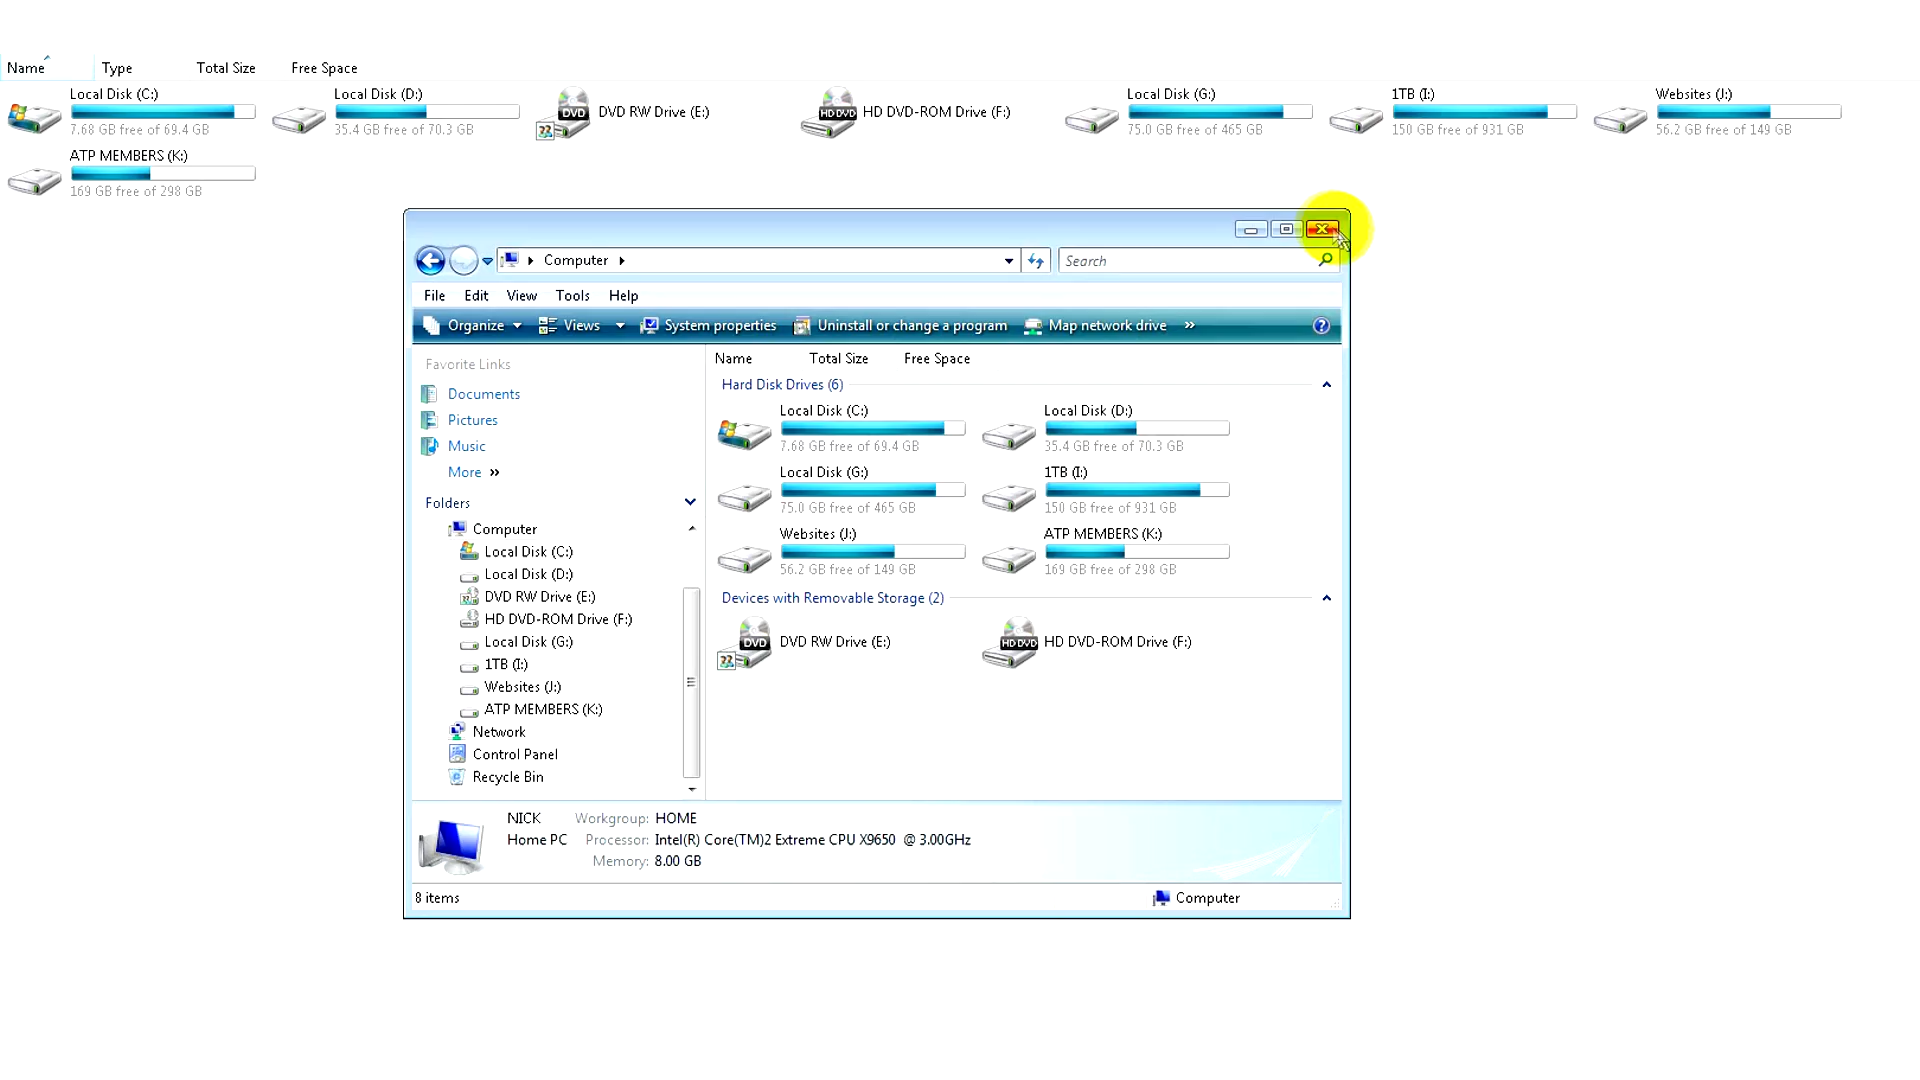 Name Type Total Size Free Space
Local Disk (C:)
7.68 GB free of 69.4 GB
Local Disk (D:)
35.4 GB free of 70.3 GB
DVD
DVD RW Drive (E:)
HD DVD
HD DVD-ROM Drive (F:)
Local Disk (G:)
75.0 GB free of 465 GB
1TB (I:)
150 GB free of 931 GB
Websites (J:)
56.2 GB free of 149 GB
ATP MEMBERS (K:)
169 GB free of 298 GB
Computer
Search
File Edit View Tools Help
Organize Views System properties Uninstall or change a program Map network drive »
Favorite Links
Documents
Pictures
Music
More »
Folders
Computer
Local Disk (C:)
Local Disk (D:)
DVD RW Drive (E:)
HD DVD-ROM Drive (F:)
Local Disk (G:)
1TB (I:)
Websites (J:)
ATP MEMBERS (K:)
Network
Control Panel
Recycle Bin
Name Total Size Free Space
Hard Disk Drives (6)
Local Disk (C:)
7.68 GB free of 69.4 GB
Local Disk (D:)
35.4 GB free of 70.3 GB
Local Disk (G:)
75.0 GB free of 465 GB
1TB (I:)
150 GB free of 931 GB
Websites (J:)
56.2 GB free of 149 GB
ATP MEMBERS (K:)
169 GB free of 298 GB
Devices with Removable Storage (2)
DVD
DVD RW Drive (E:)
HD DVD
HD DVD-ROM Drive (F:)
NICK Workgroup: HOME
Home PC Processor: Intel(R) Core(TM)2 Extreme CPU X9650 @ 3.00GHz
Memory: 8.00 GB
8 items
Computer